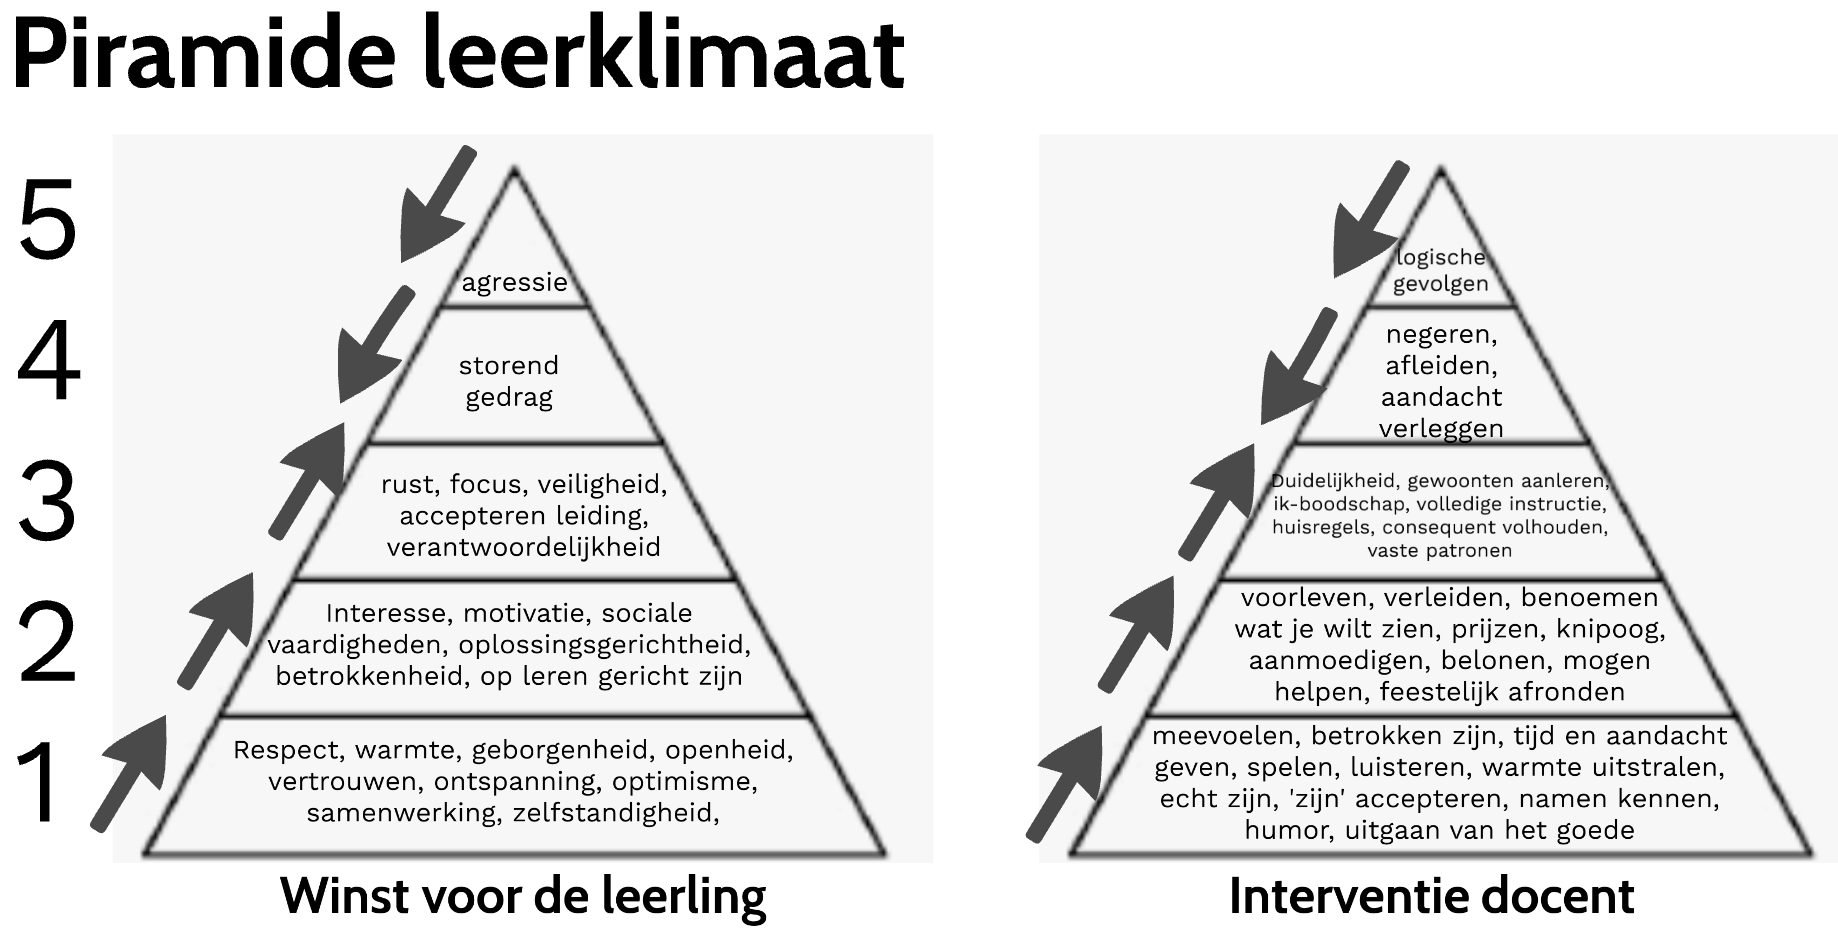 Piramide leerklimaat
5
4
3
2
1
agressie
storend
gedrag
rust, focus, veiligheid,
accepteren leiding,
verantwoordelijkheid
Interesse, motivatie, sociale
vaardigheden, oplossingsgerichtheid,
betrokkenheid, op leren gericht zijn
Respect, warmte, geborgenheid, openheid,
vertrouwen, ontspanning, optimisme,
samenwerking, zelfstandigheid,
Winst voor de leerling
logische
gevolgen
negeren,
afleiden,
aandacht
verleggen
Duidelijkheid, gewoonten aanleren,
ik-boodschap, volledige instructie,
huisregels, consequent volhouden,
vaste patronen
voorleven, verleiden, benoemen
wat je wilt zien, prijzen, knipoog,
aanmoedigen, belonen, mogen
helpen, feestelijk afronden
meevoelen, betrokken zijn, tijd en aandacht
geven, spelen, luisteren, warmte uitstralen,
echt zijn, 'zijn' accepteren, namen kennen,
humor, uitgaan van het goede
Interventie docent